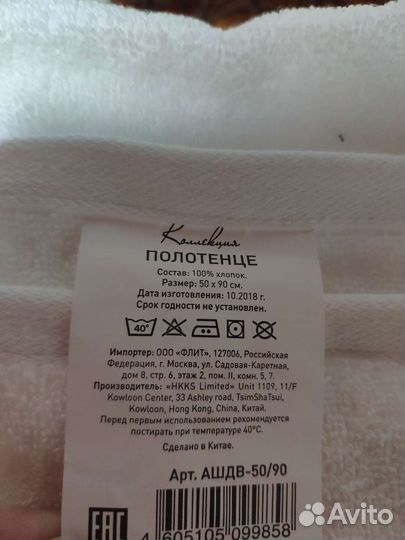 Коллекция
ПОЛОТЕНЦЕ
Состав: 100% хлопок.
Размер: 50 х 90 см.
Дата изготовления: 10.2018 г.
Срок годности не установлен.
40°
Импортер: ООО «ФЛИТ», 127006, Российская
Федерация, г. Москва, ул. Садовая-Каретная,
дом 8, стр. 6, этаж 2, пом. II, комн. 5, 7.
Производитель: «HKKS Limited» Unit 1109, 11/F
Kowloon Center, 33 Ashley road, TsimShaTsui,
Kowloon, Hong Kong, China, Китай.
Перед первым использованием рекомендуется
постирать при температуре 40°С.
Сделано в Китае.
Арт. АШДВ-50/90
EAC
4 605105 099858
Avito